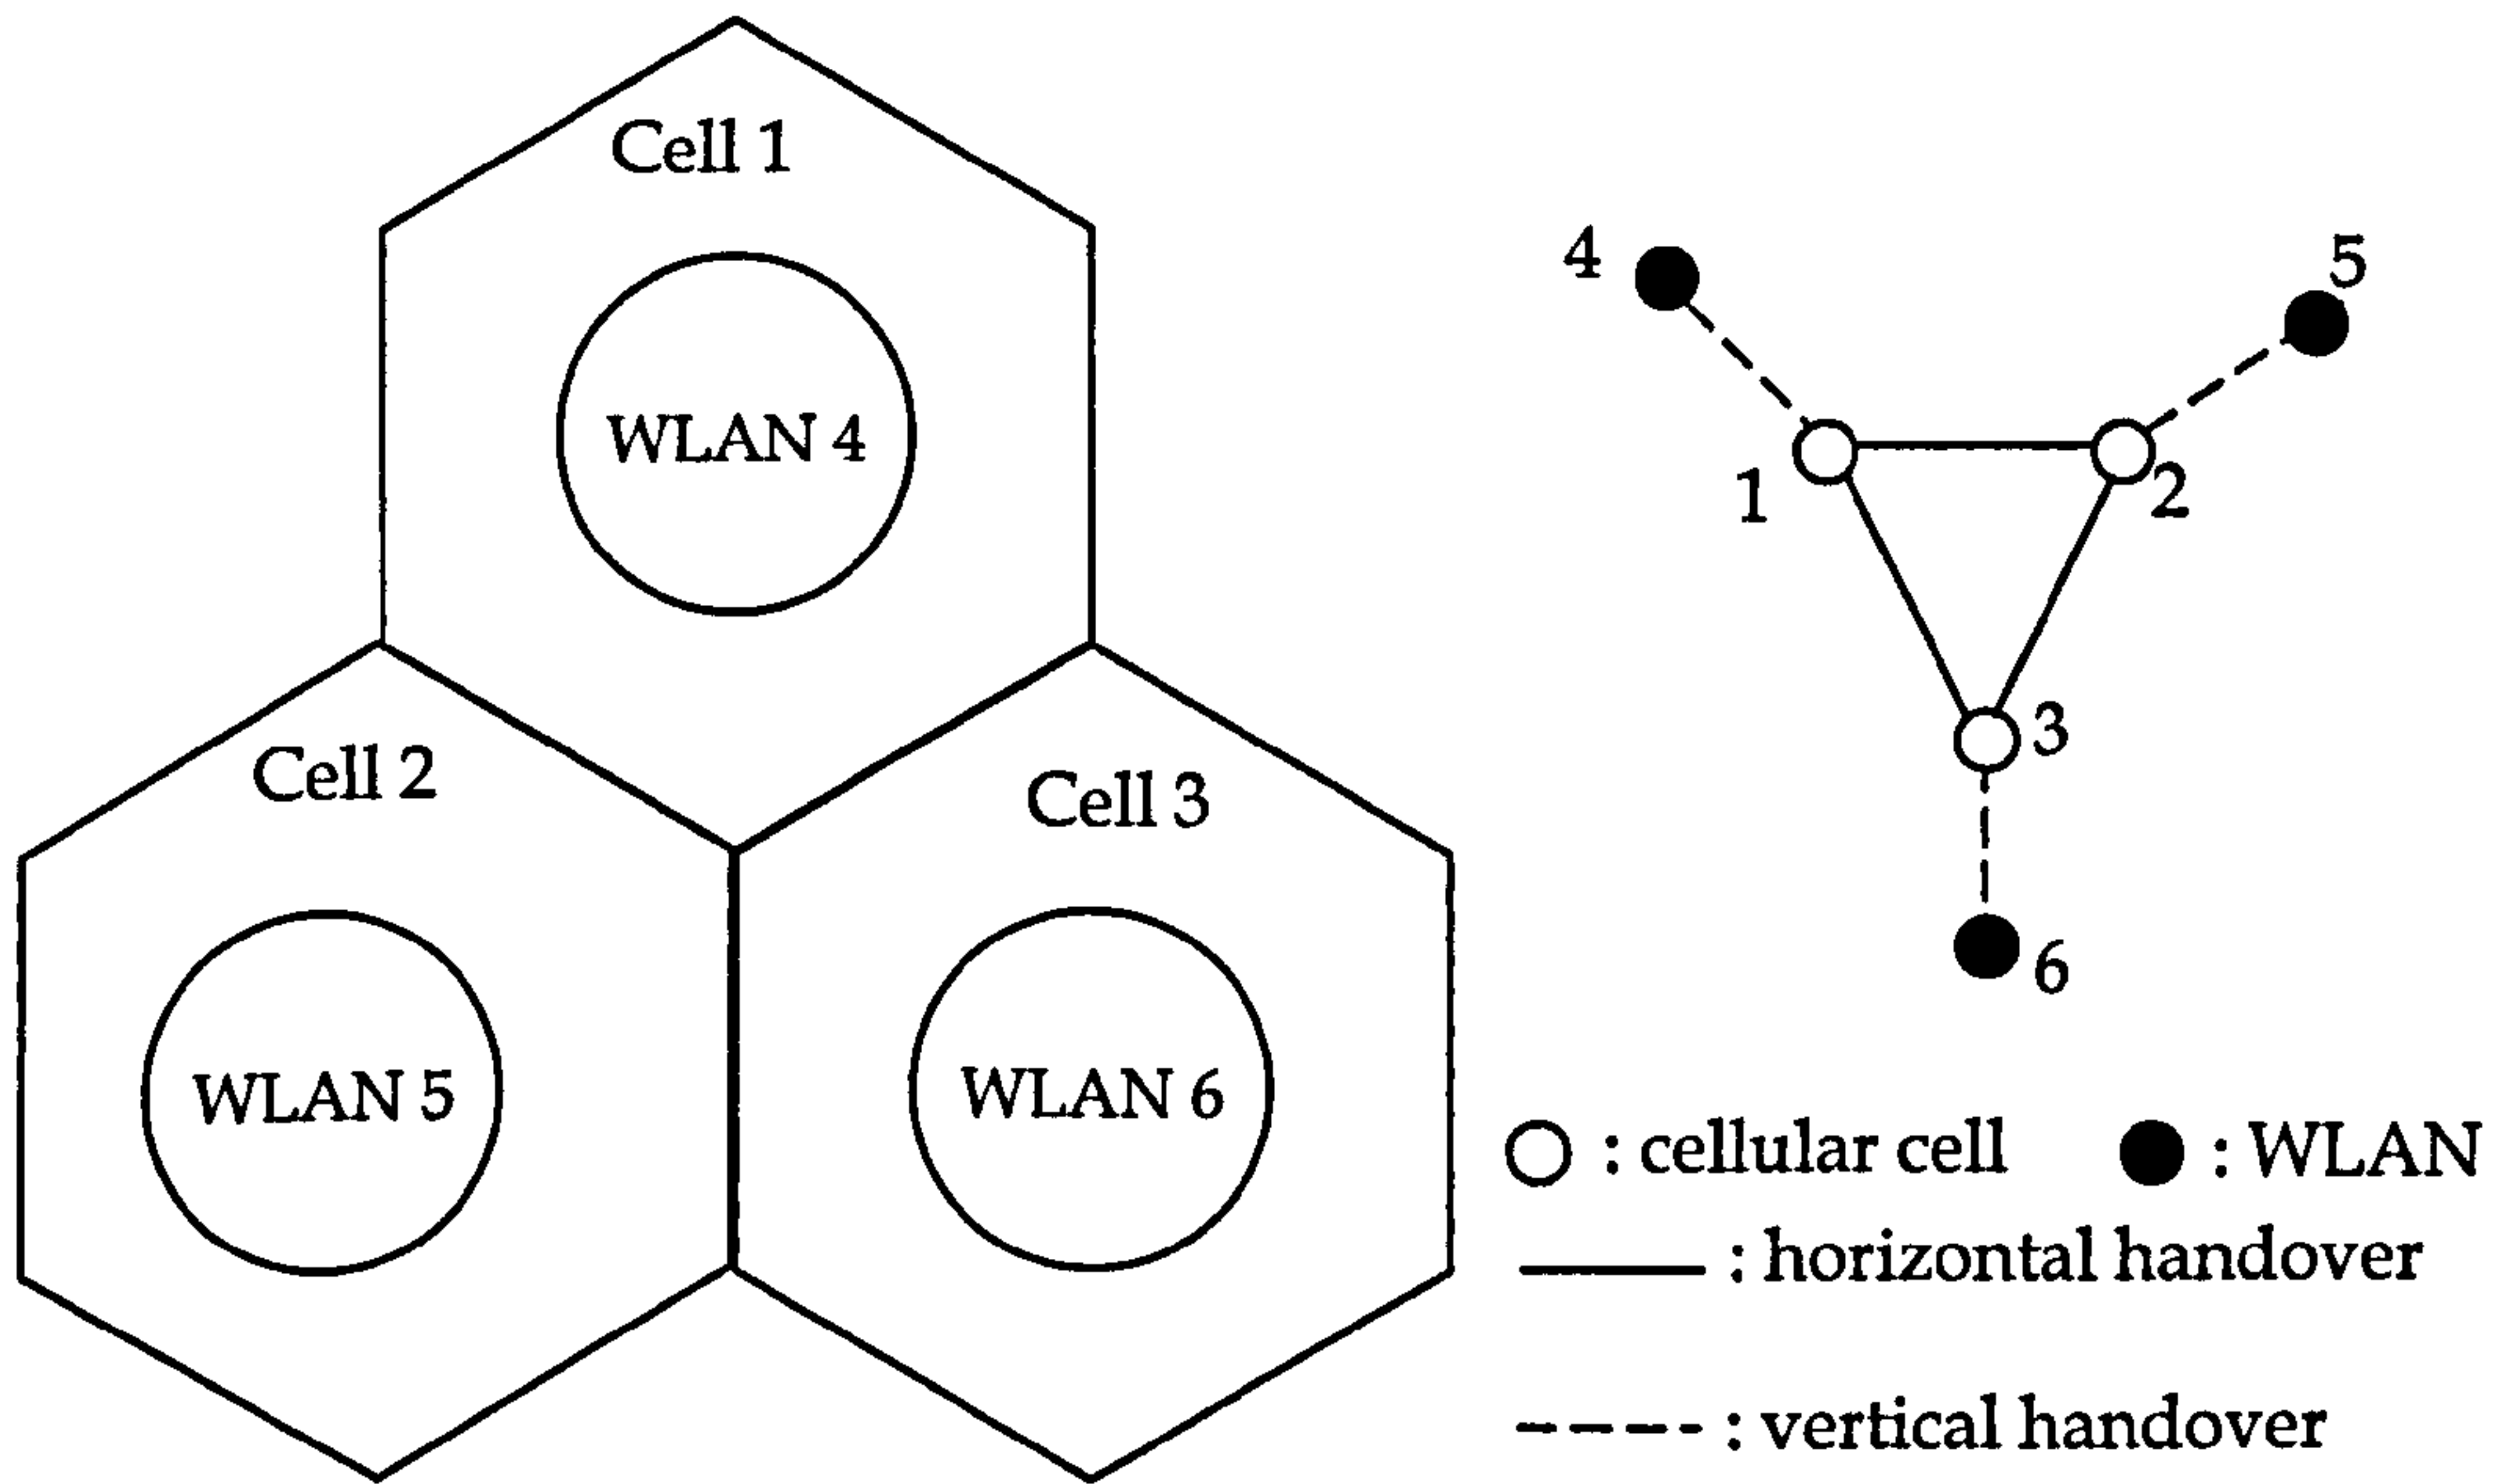 Cell 1
WLAN 4
Cell 2
Cell 3
WLAN 5
WLAN 6
4
5
1
2
3
6
: cellular cell
: WLAN
: horizontal handover
: vertical handover